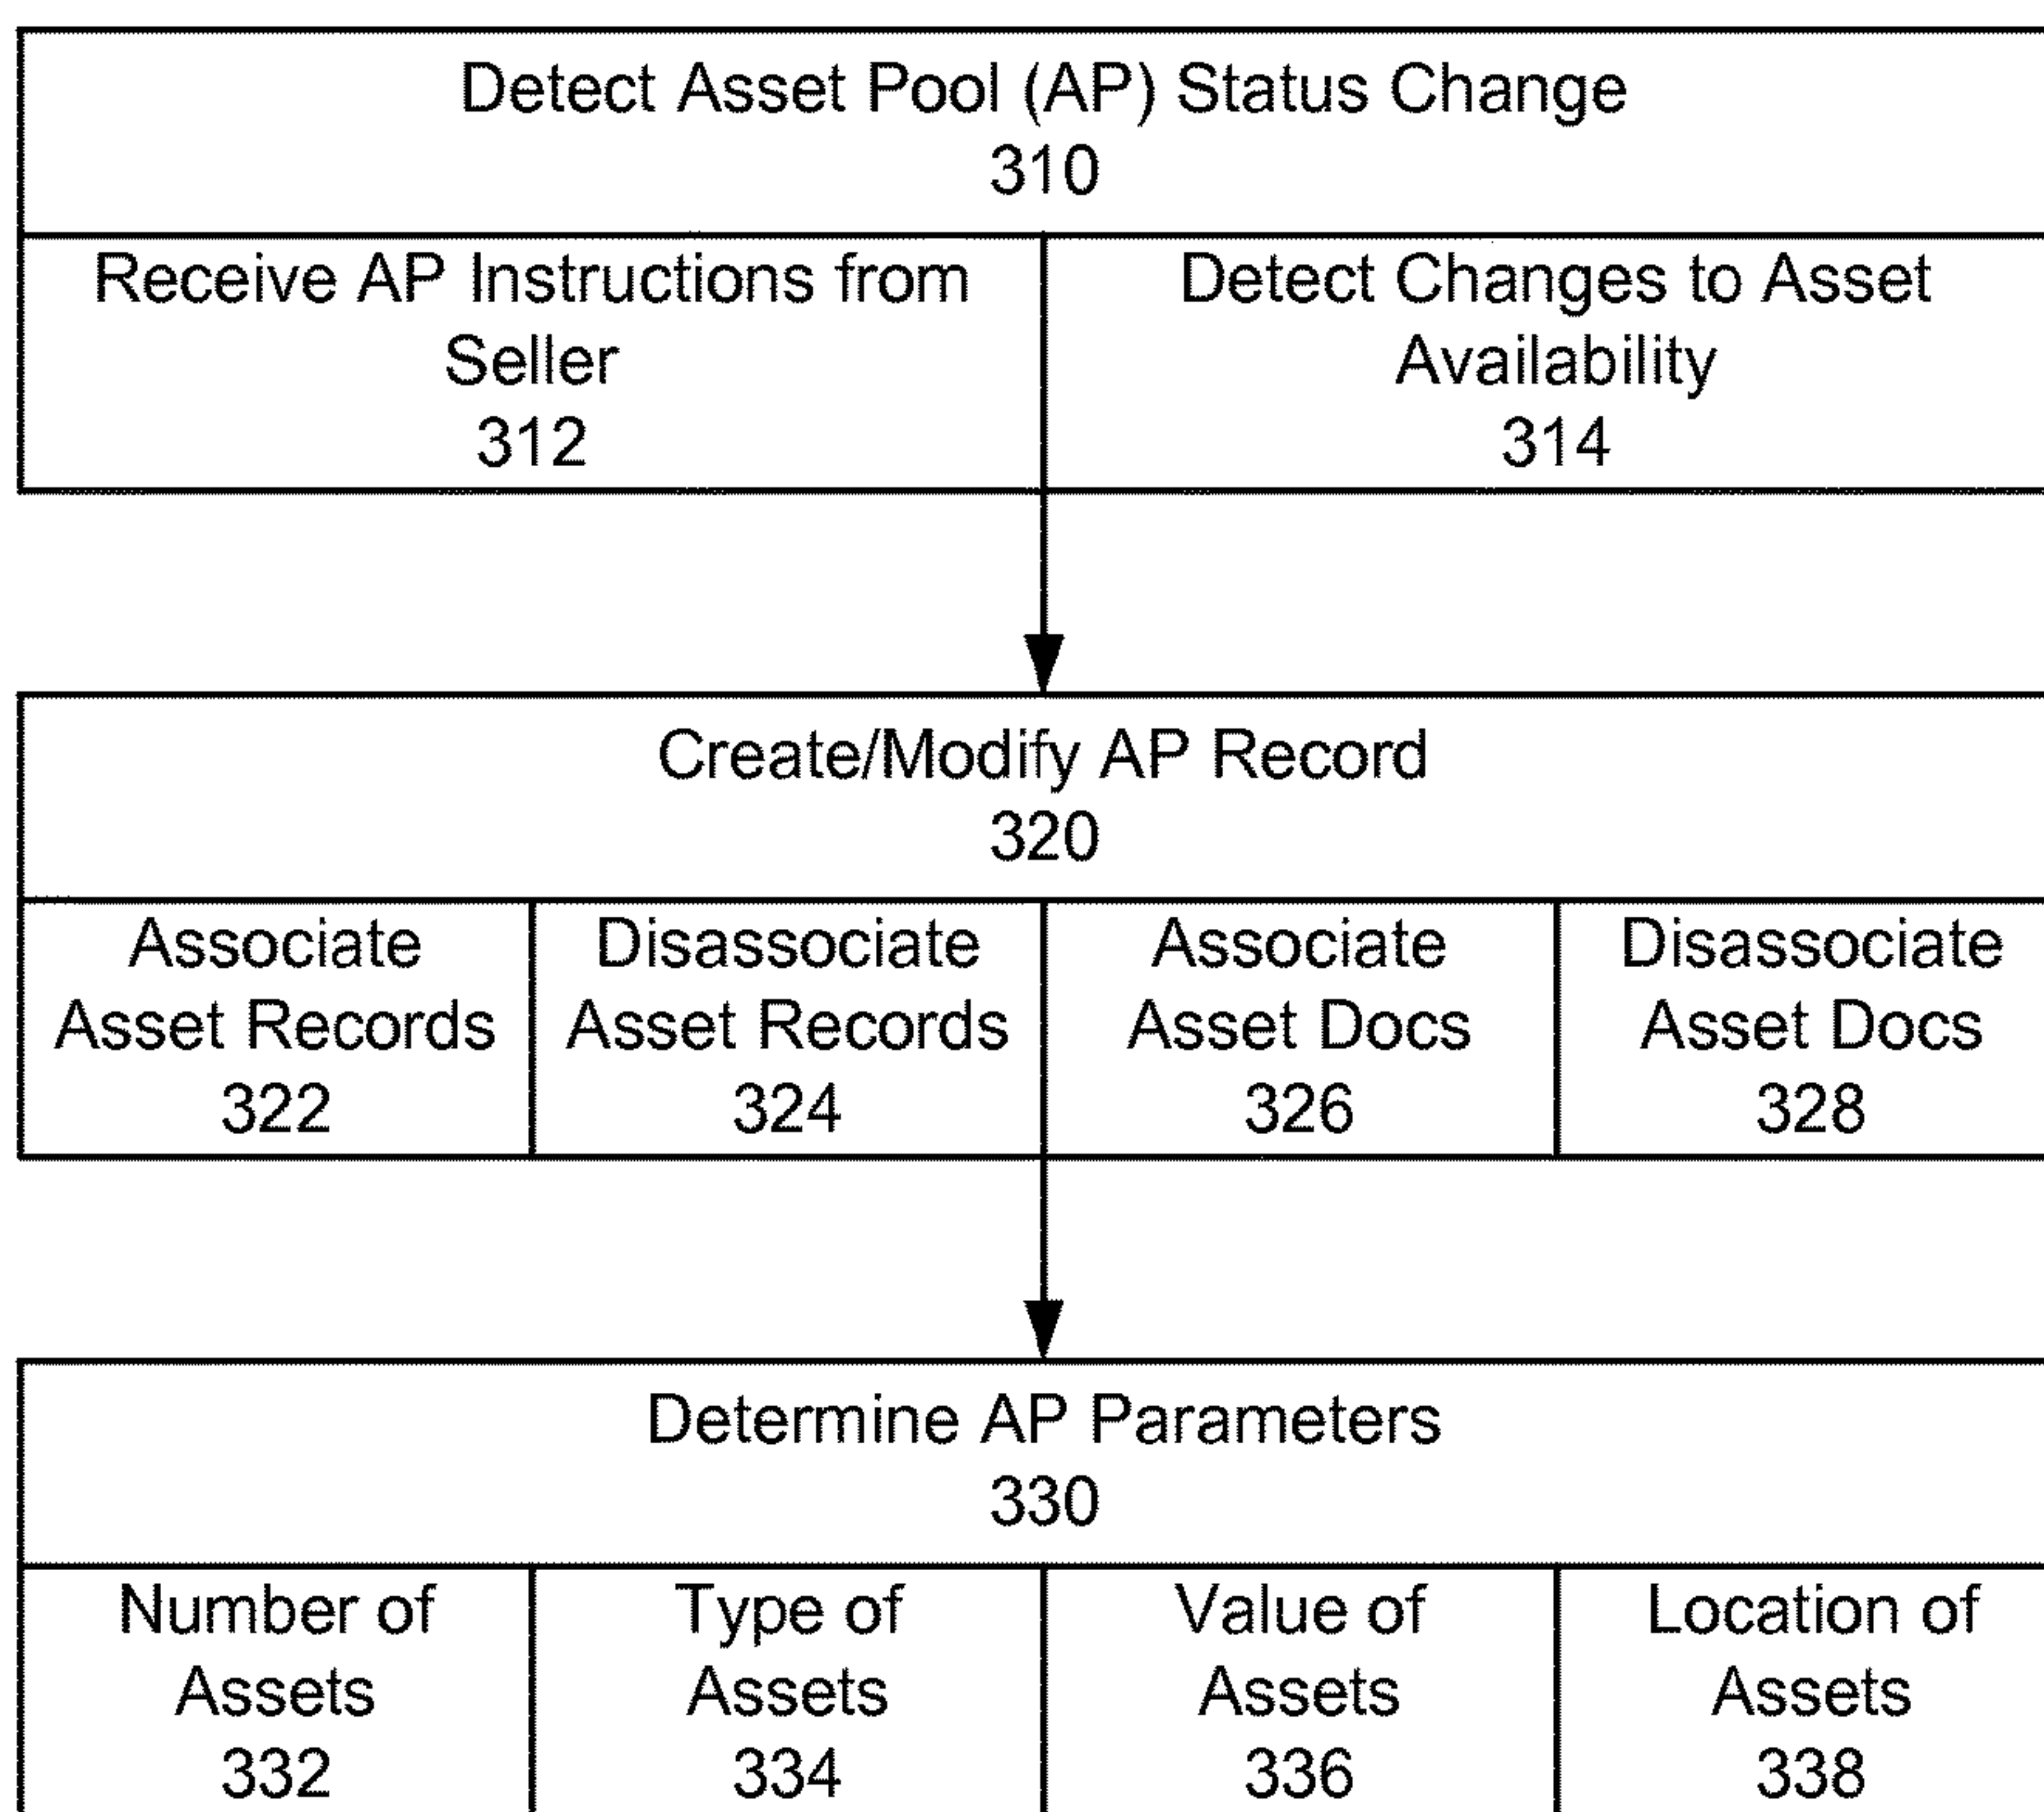 Detect Asset Pool (AP) Status Change
310
Receive AP Instructions from
Seller
312
Detect Changes to Asset
Availability
314
Create/Modify AP Record
320
Associate
Asset Records
322
Disassociate
Asset Records
324
Associate
Asset Docs
326
Disassociate
Asset Docs
328
Determine AP Parameters
330
Number of
Assets
332
Type of
Assets
334
Value of
Assets
336
Location of
Assets
338